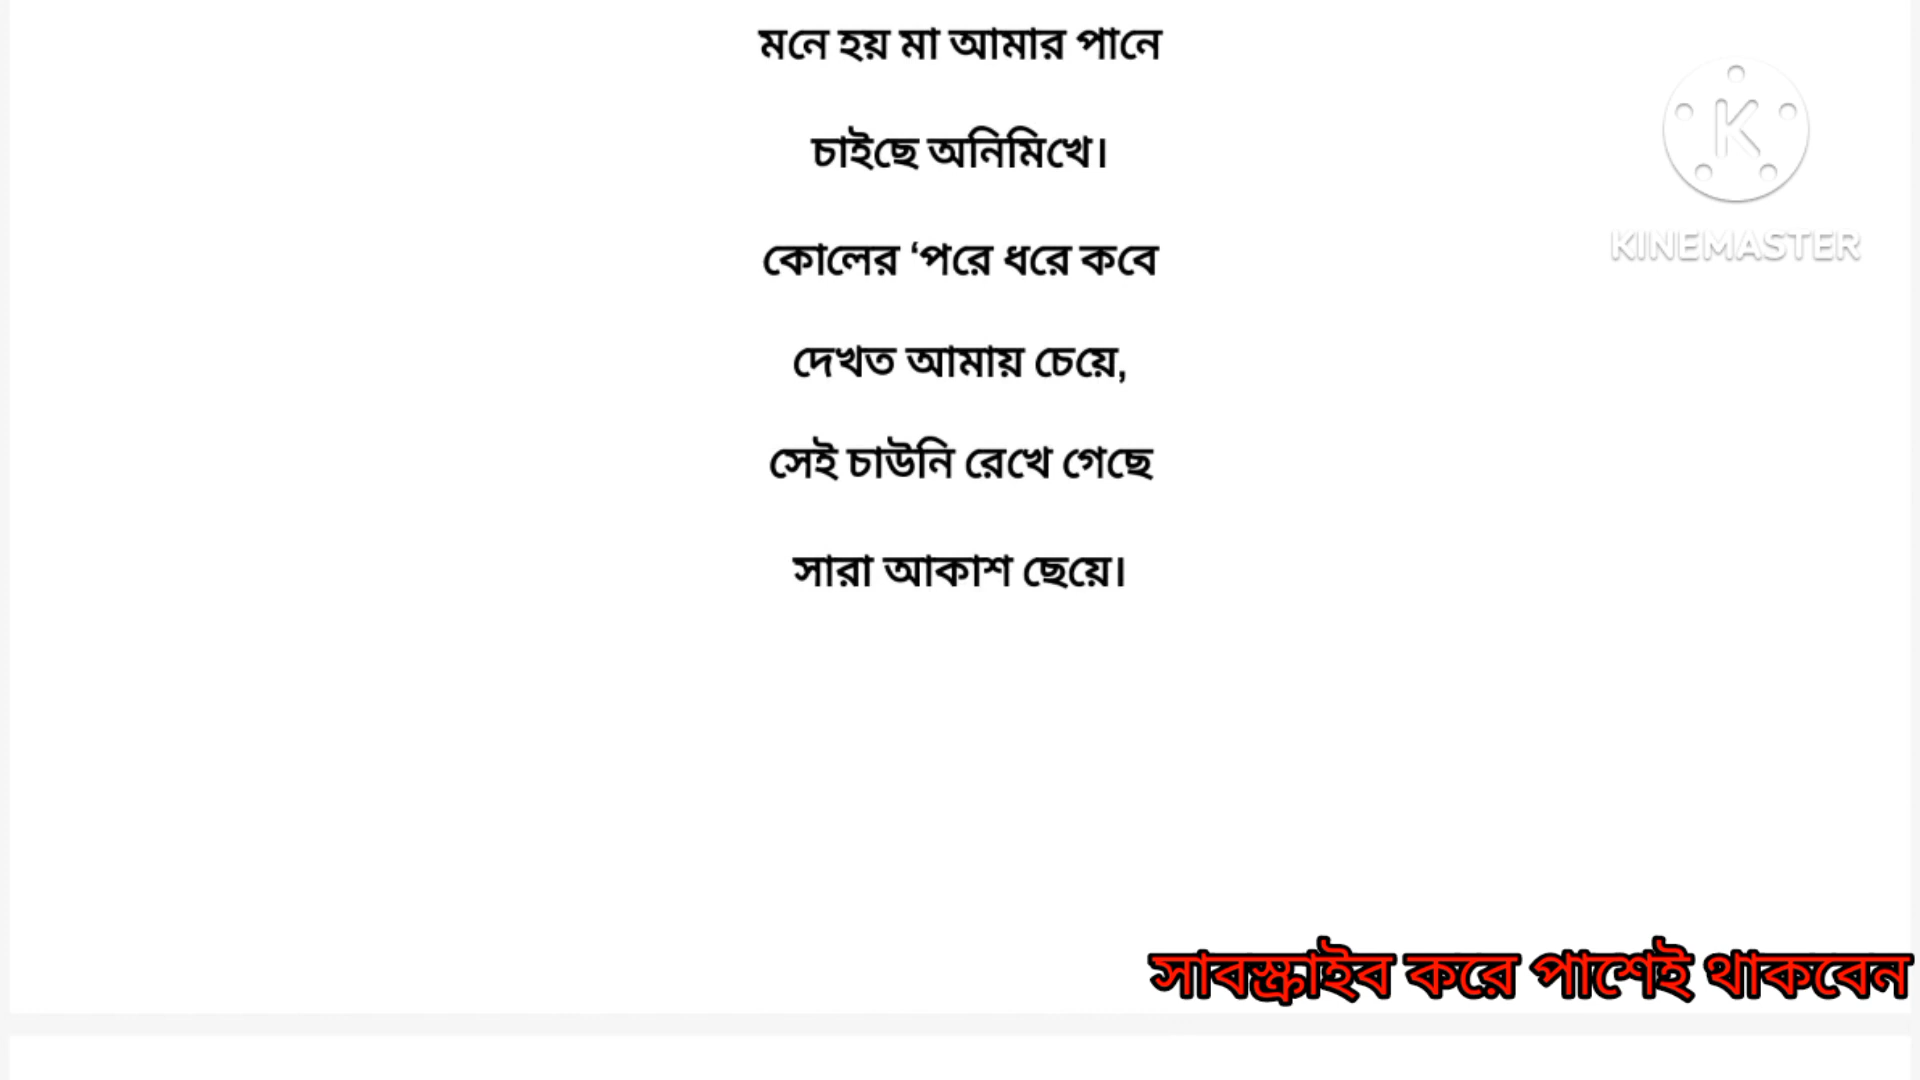 মনে হয় মা আমার পানে
চাইছে অনিমিখে।
কোলের ‘পরে ধরে কবে
দেখত আমায় চেয়ে,
সেই চাউনি রেখে গেছে
সারা আকাশ ছেয়ে।
K
KINEMASTER
সাবস্ক্রাইব করে পাশেই থাকবেন